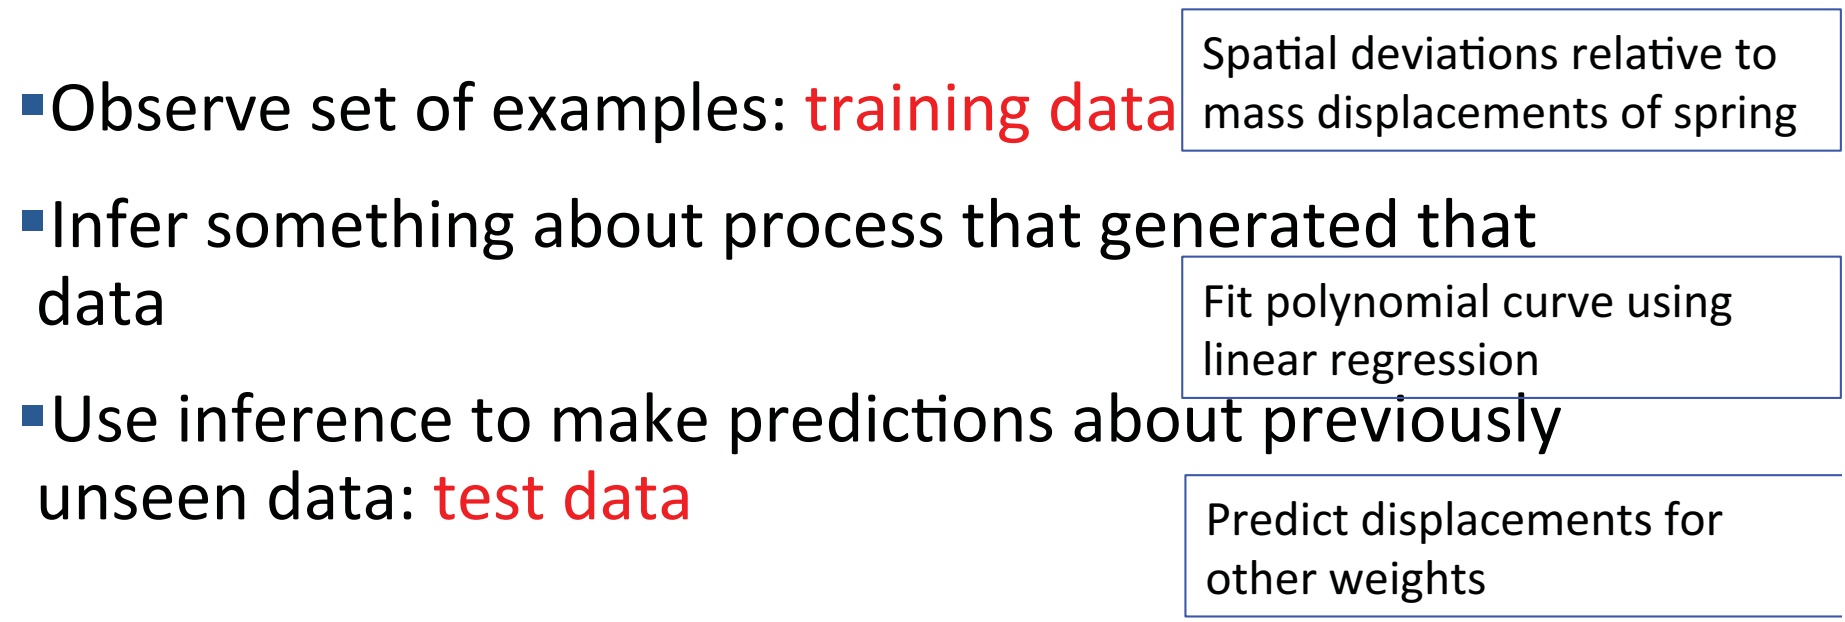 ▪Observe set of examples: training data
Spatial deviations relative to
mass displacements of spring
▪Infer something about process that generated that
data
Fit polynomial curve using
linear regression
▪Use inference to make predictions about previously
unseen data: test data
Predict displacements for
other weights